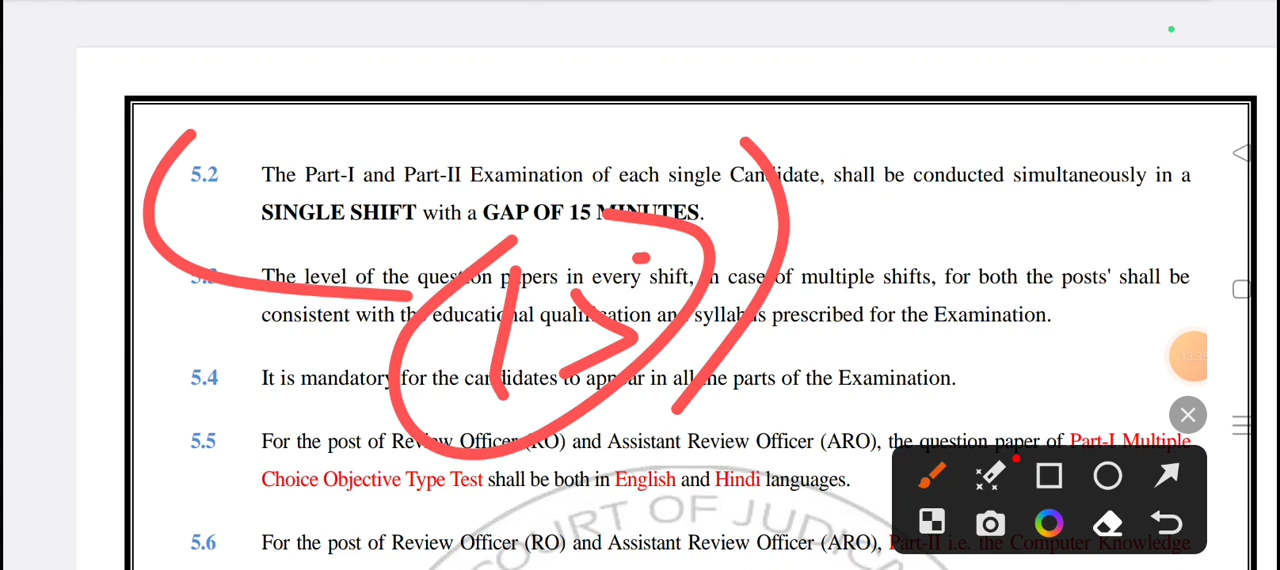 5.2 The Part-I and Part-II Examination of each single Candidate, shall be conducted simultaneously in a
SINGLE SHIFT with a GAP OF 15 MINUTES.
5.3 The level of the question papers in every shift, in case of multiple shifts, for both the posts' shall be
consistent with the educational qualification and syllabus prescribed for the Examination.
5.4 It is mandatory for the candidates to appear in all the parts of the Examination.
5.5 For the post of Review Officer (RO) and Assistant Review Officer (ARO), the question paper of Part-I Multiple
Choice Objective Type Test shall be both in English and Hindi languages.
COURT OF JUDIC
5.6 For the post of Review Officer (RO) and Assistant Review Officer (ARO), Part-II i.e. the Computer Knowledge